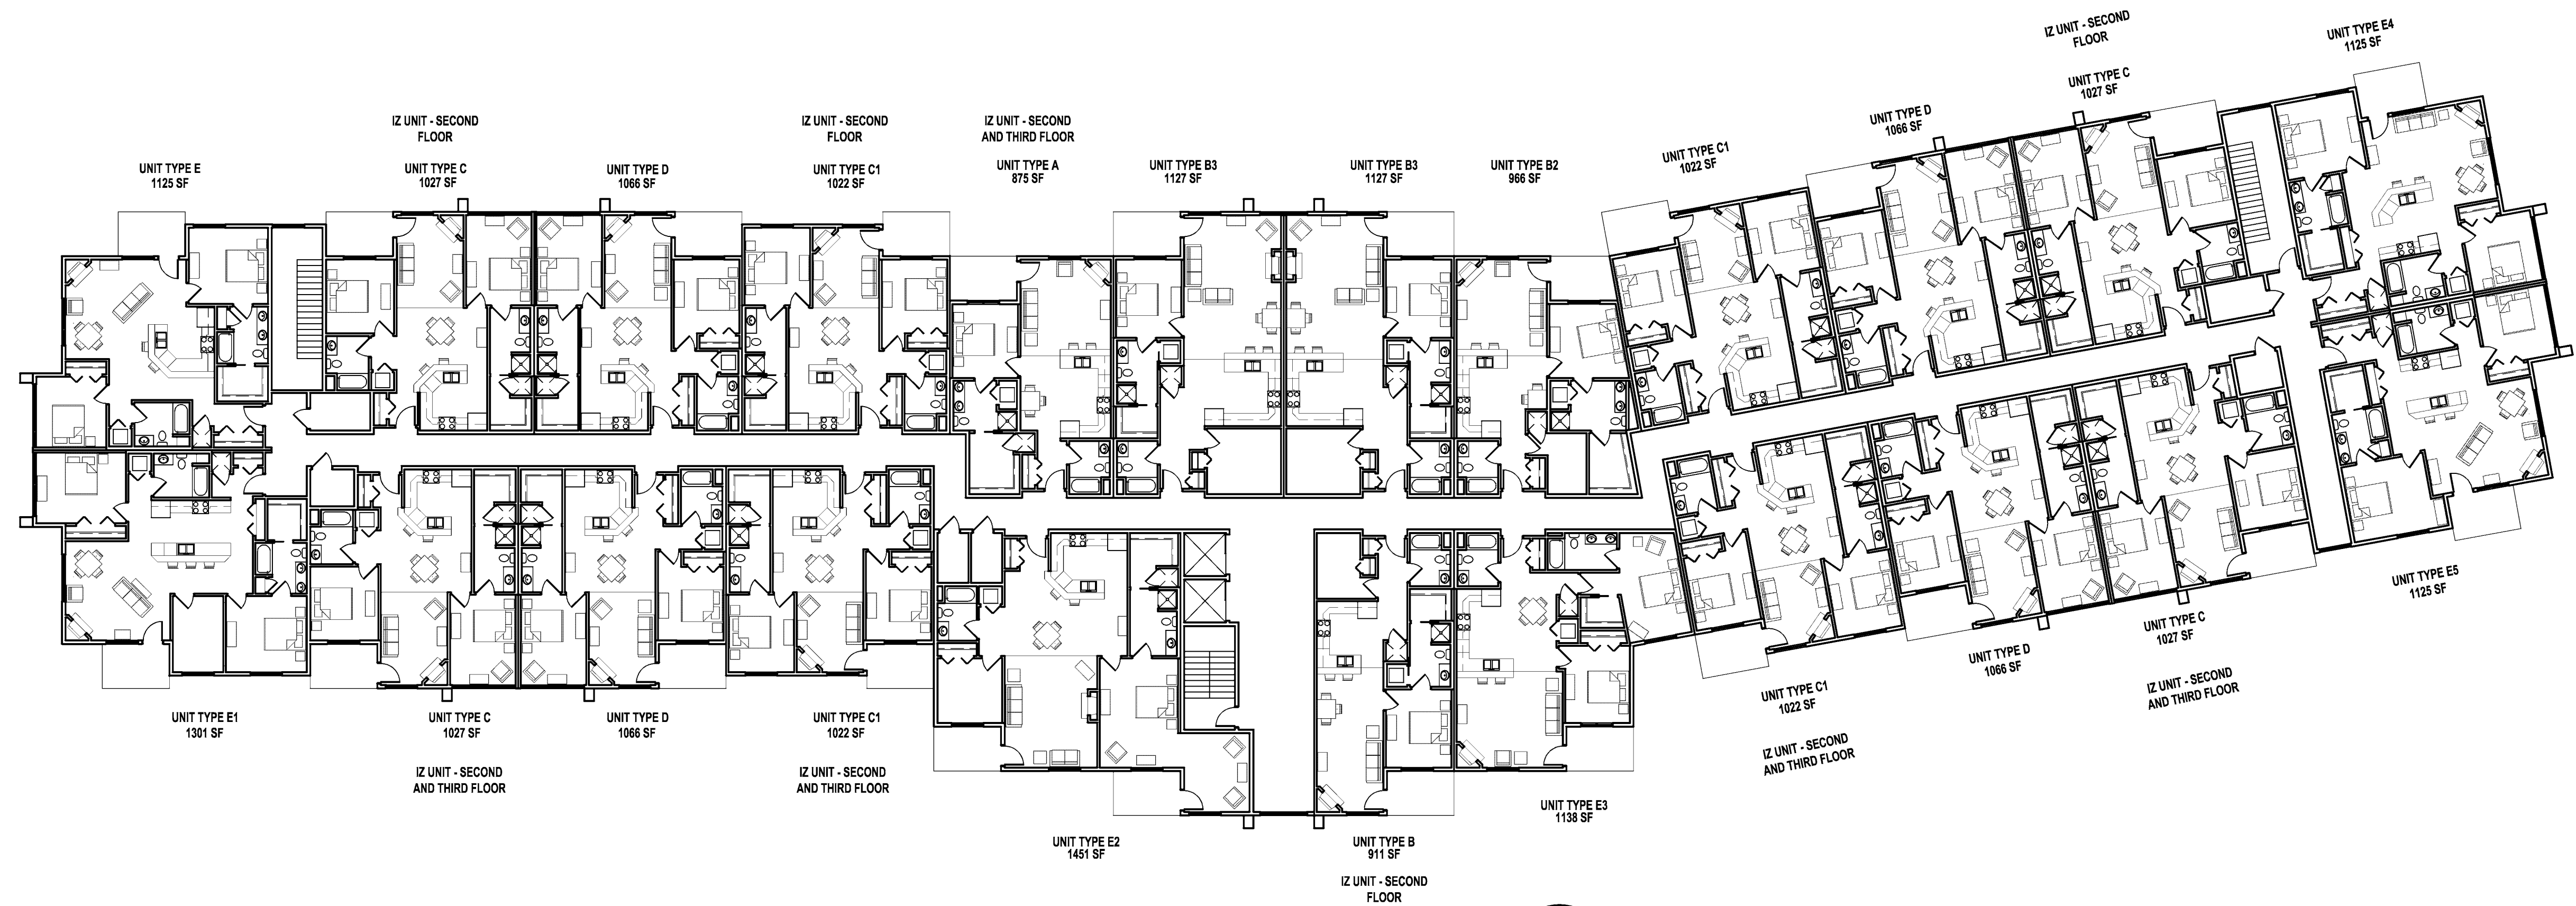 IZ UNIT - SECOND
FLOOR
UNIT TYPE E4
1125 SF
UNIT TYPE C
1027 SF
UNIT TYPE D
1066 SF
UNIT TYPE C1
1022 SF
IZ UNIT - SECOND
FLOOR
IZ UNIT - SECOND
FLOOR
IZ UNIT - SECOND
AND THIRD FLOOR
UNIT TYPE E
1125 SF
UNIT TYPE C
1027 SF
UNIT TYPE D
1066 SF
UNIT TYPE C1
1022 SF
UNIT TYPE A
875 SF
UNIT TYPE B3
1127 SF
UNIT TYPE B3
1127 SF
UNIT TYPE B2
966 SF
UNIT TYPE E5
1125 SF
UNIT TYPE C
1027 SF
UNIT TYPE D
1066 SF
UNIT TYPE C1
1022 SF
IZ UNIT - SECOND
AND THIRD FLOOR
IZ UNIT - SECOND
AND THIRD FLOOR
UNIT TYPE E1
1301 SF
UNIT TYPE C
1027 SF
UNIT TYPE D
1066 SF
UNIT TYPE C1
1022 SF
IZ UNIT - SECOND
AND THIRD FLOOR
IZ UNIT - SECOND
AND THIRD FLOOR
UNIT TYPE E3
1138 SF
UNIT TYPE E2
1451 SF
UNIT TYPE B
911 SF
IZ UNIT - SECOND
FLOOR